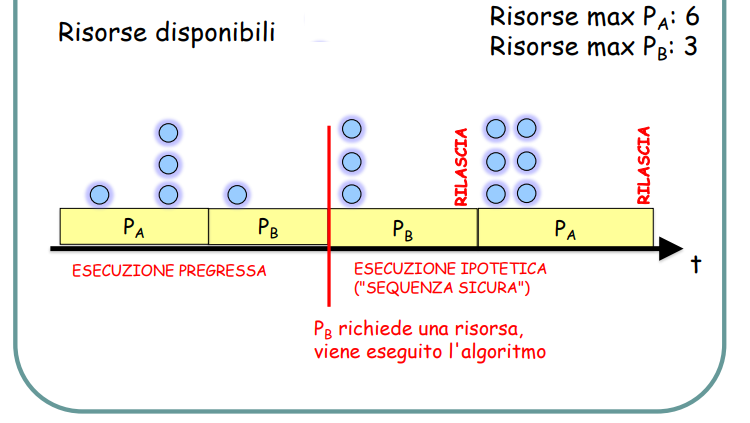 Risorse disponibili
Risorse max PA: 6
Risorse max PB: 3
RILASCIA
RILASCIA
PA
PB
PB
PA
t
ESECUZIONE PREGRESSA
ESECUZIONE IPOTETICA
("SEQUENZA SICURA")
PB richiede una risorsa,
viene eseguito l'algoritmo